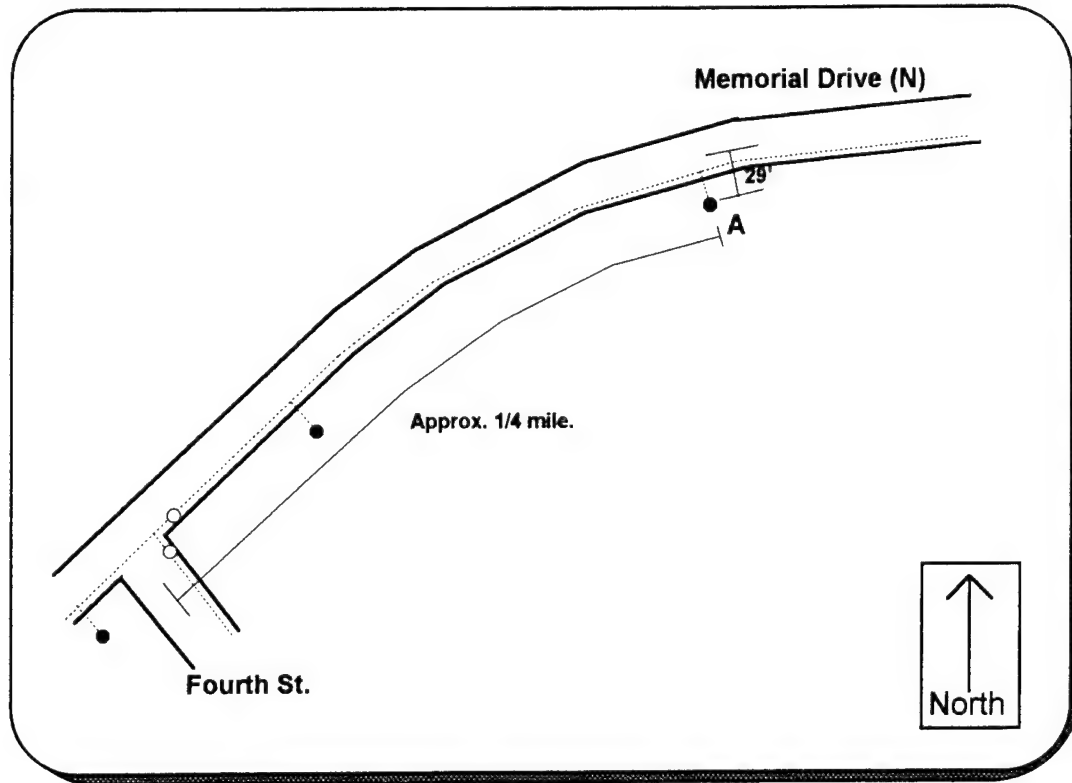 Memorial Drive (N)
29'
A
Approx. 1/4 mile.
Fourth St.
North